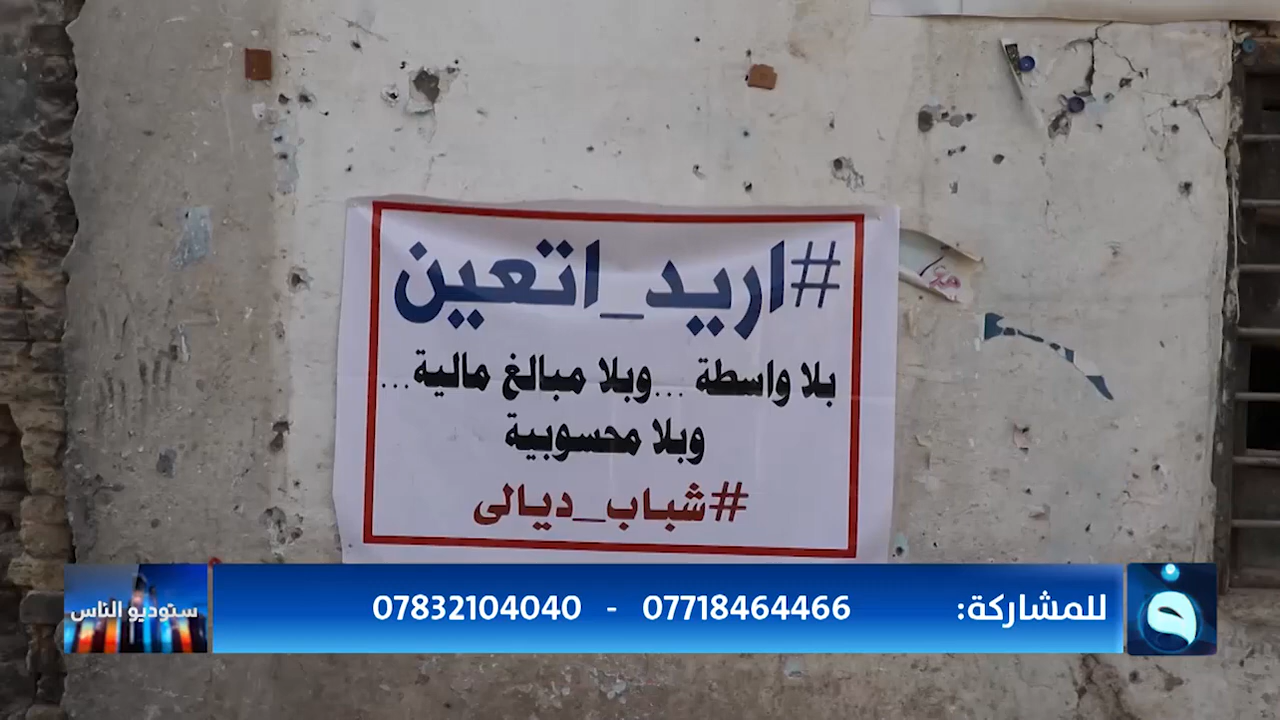 #اريد_اتعين
بلا واسطة ...وبلا مبالغ مالية...
وبلا محسوبية
#شباب_ديالى
للمشاركة: 07718464466 - 07832104040
ستوديو الناس